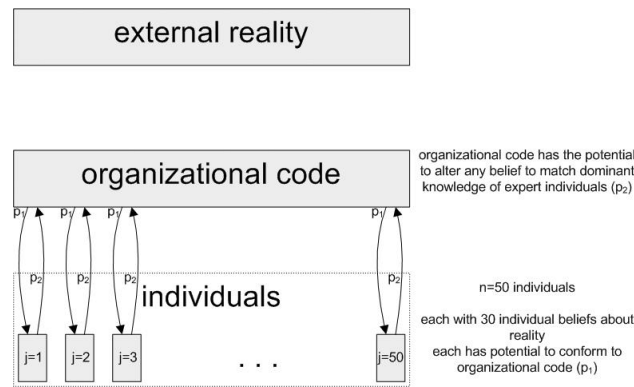 external reality
organizational code
organizational code has the potential
to alter any belief to match dominant
knowledge of expert individuals (p2)
p1 p1 p1 p1
p2 p2 p2 p2
individuals
n=50 individuals
each with 30 individual beliefs about
reality
each has potential to conform to
organizational code (p1)
j=1 j=2 j=3 . . . j=50